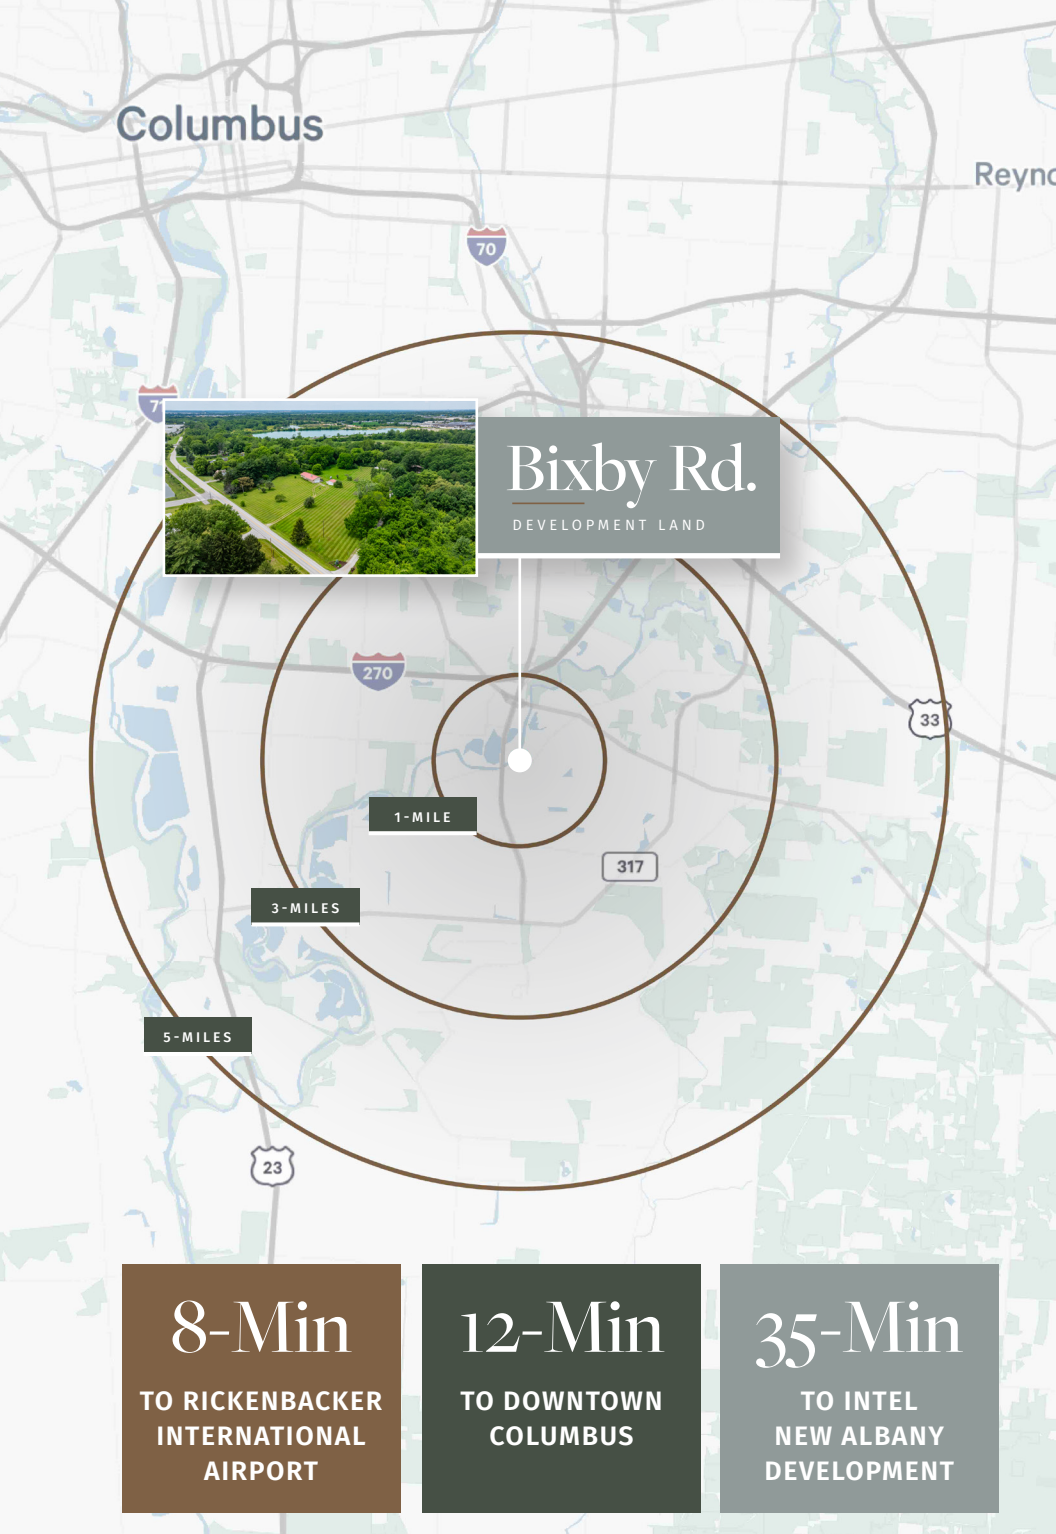 Columbus
70
Bixby Rd.
DEVELOPMENT LAND
270
33
1-MILE
317
3-MILES
5-MILES
23
8-Min
TO RICKENBACKER
INTERNATIONAL
AIRPORT
12-Min
TO DOWNTOWN
COLUMBUS
35-Min
TO INTEL
NEW ALBANY
DEVELOPMENT